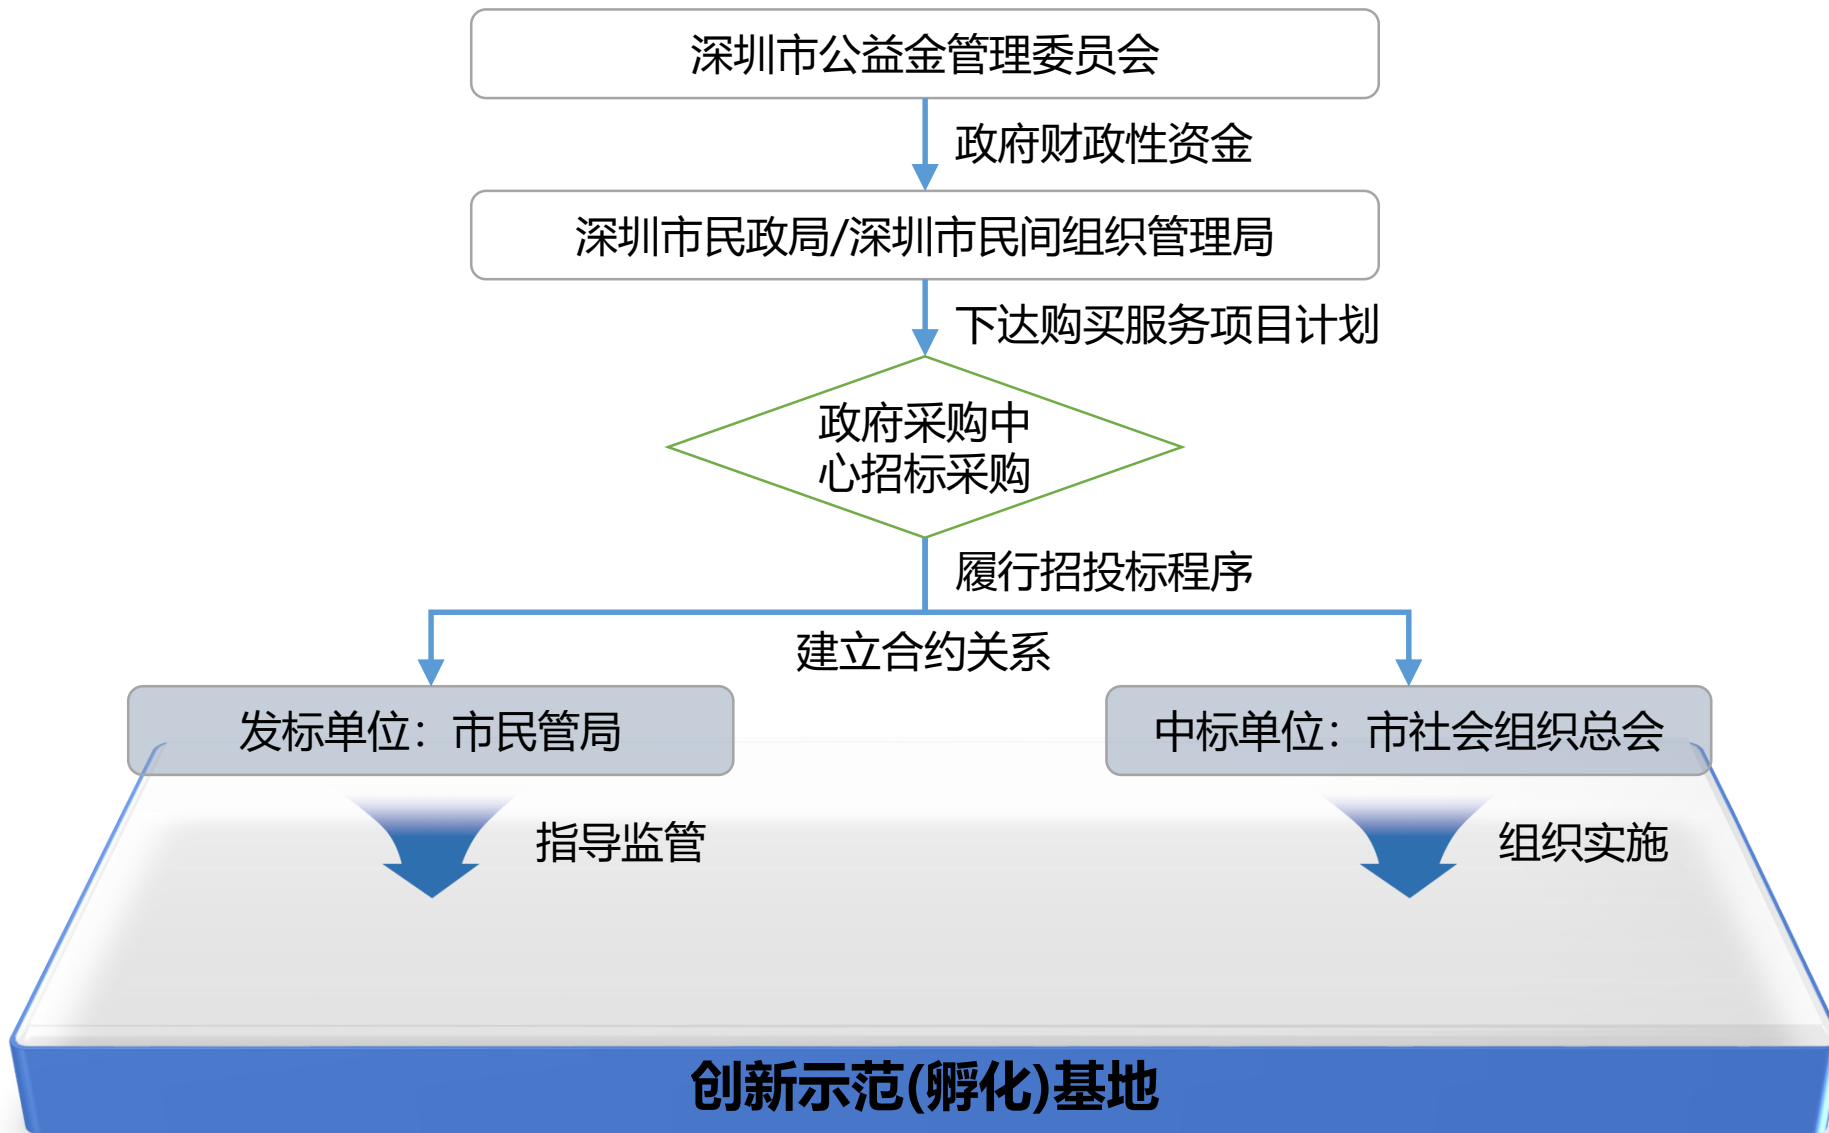 深圳市公益金管理委员会
政府财政性资金
深圳市民政局/深圳市民间组织管理局
下达购买服务项目计划
政府采购中
心招标采购
履行招投标程序
建立合约关系
发标单位：市民管局
中标单位：市社会组织总会
指导监管
组织实施
创新示范(孵化)基地